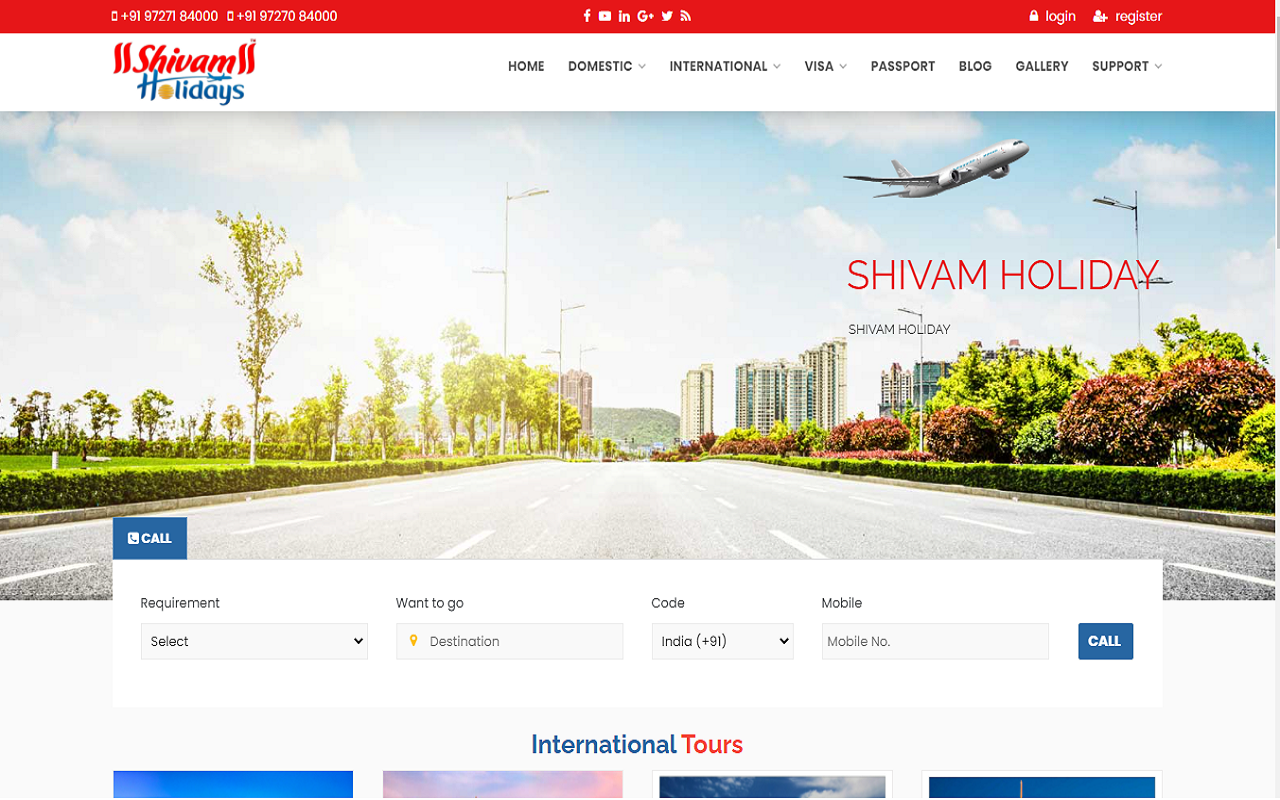 +91 97271 84000 +91 97270 84000
login register
Shivam
Holidays
HOME DOMESTIC INTERNATIONAL VISA PASSPORT BLOG GALLERY SUPPORT
SHIVAM HOLIDAY
SHIVAM HOLIDAY
CALL
Requirement Want to go Code Mobile
Select Destination India (+91) Mobile No. CALL
International Tours